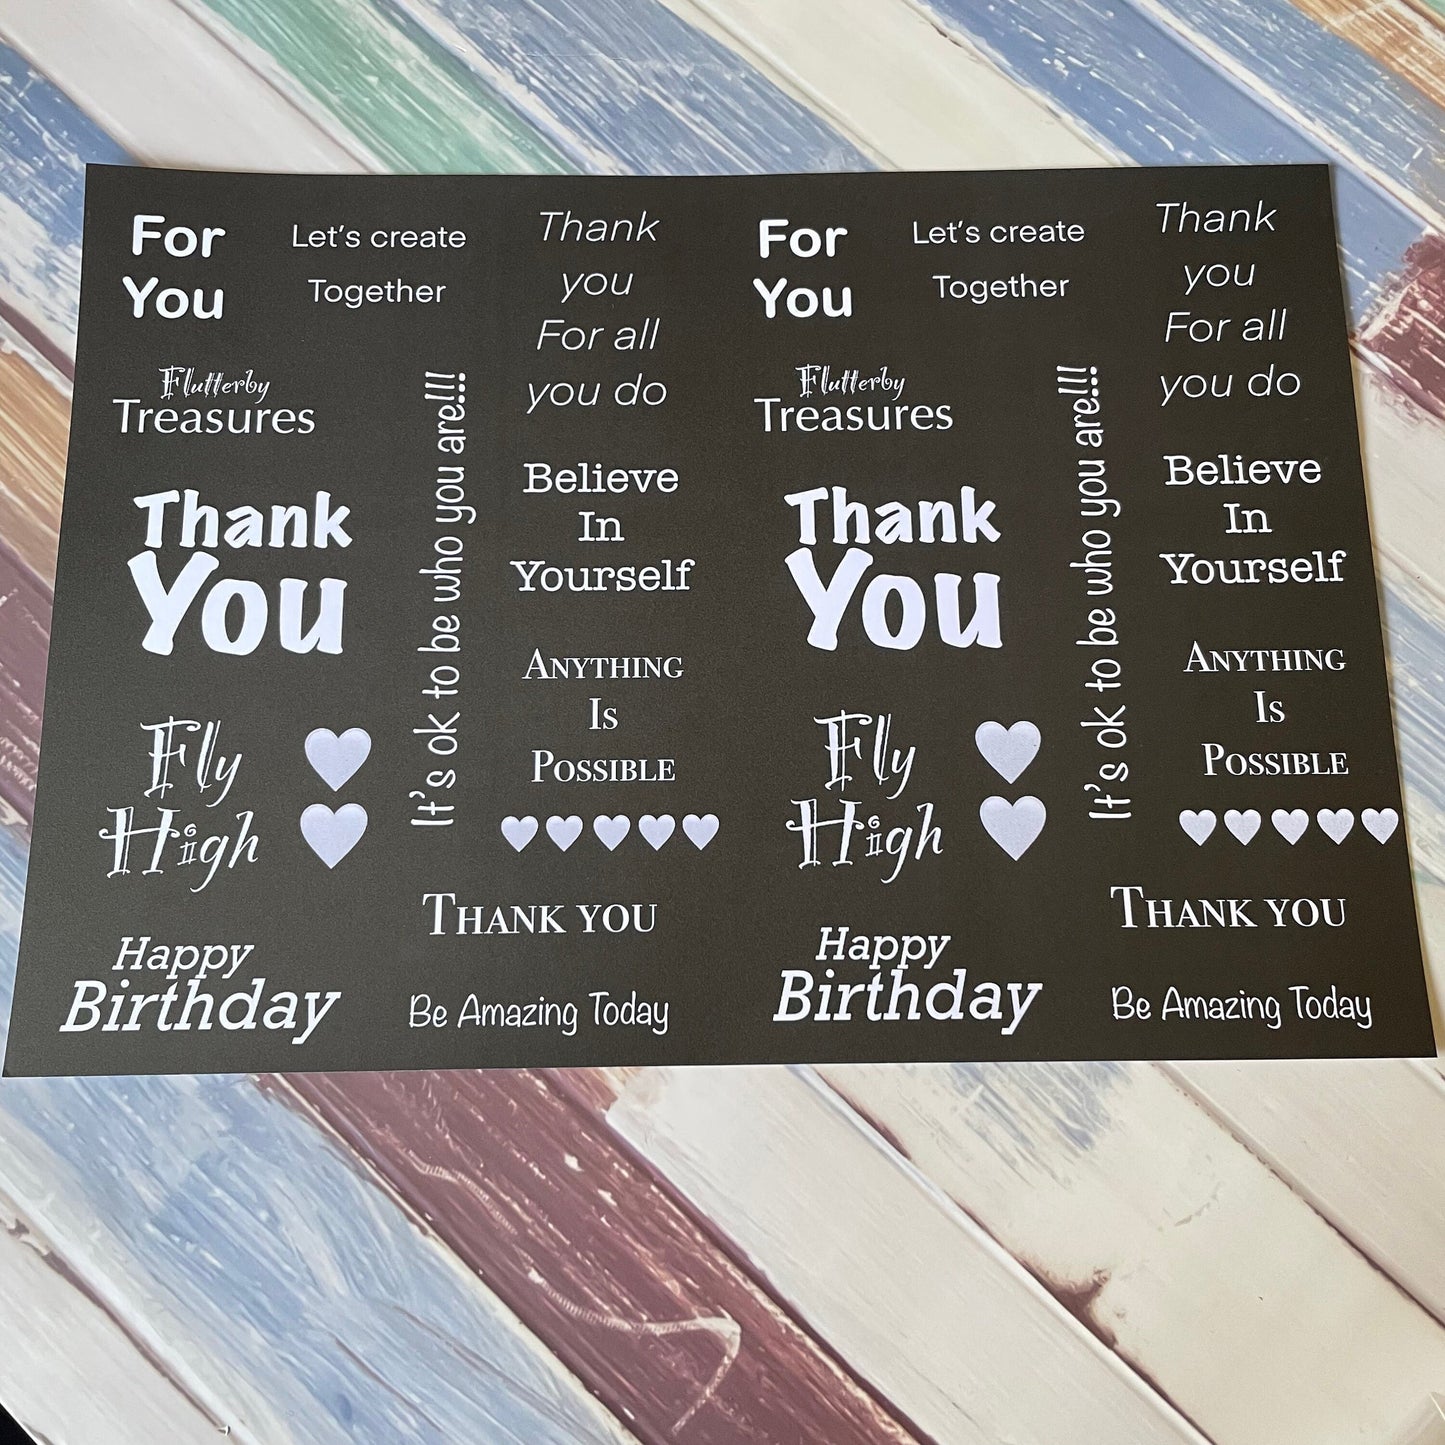 For
You
Let's create
Together
Thank
you
For all
you do
Flutterby
Treasures
It's ok to be who you are!!!
Believe
In
Yourself
Thank
You
Anything
Is
Possible
Fly
High
Thank you
Happy
Birthday
Be Amazing Today
For
You
Let's create
Together
Thank
you
For all
you do
Flutterby
Treasures
It's ok to be who you are!!!
Believe
In
Yourself
Thank
You
Anything
Is
Possible
Fly
High
Thank you
Happy
Birthday
Be Amazing Today